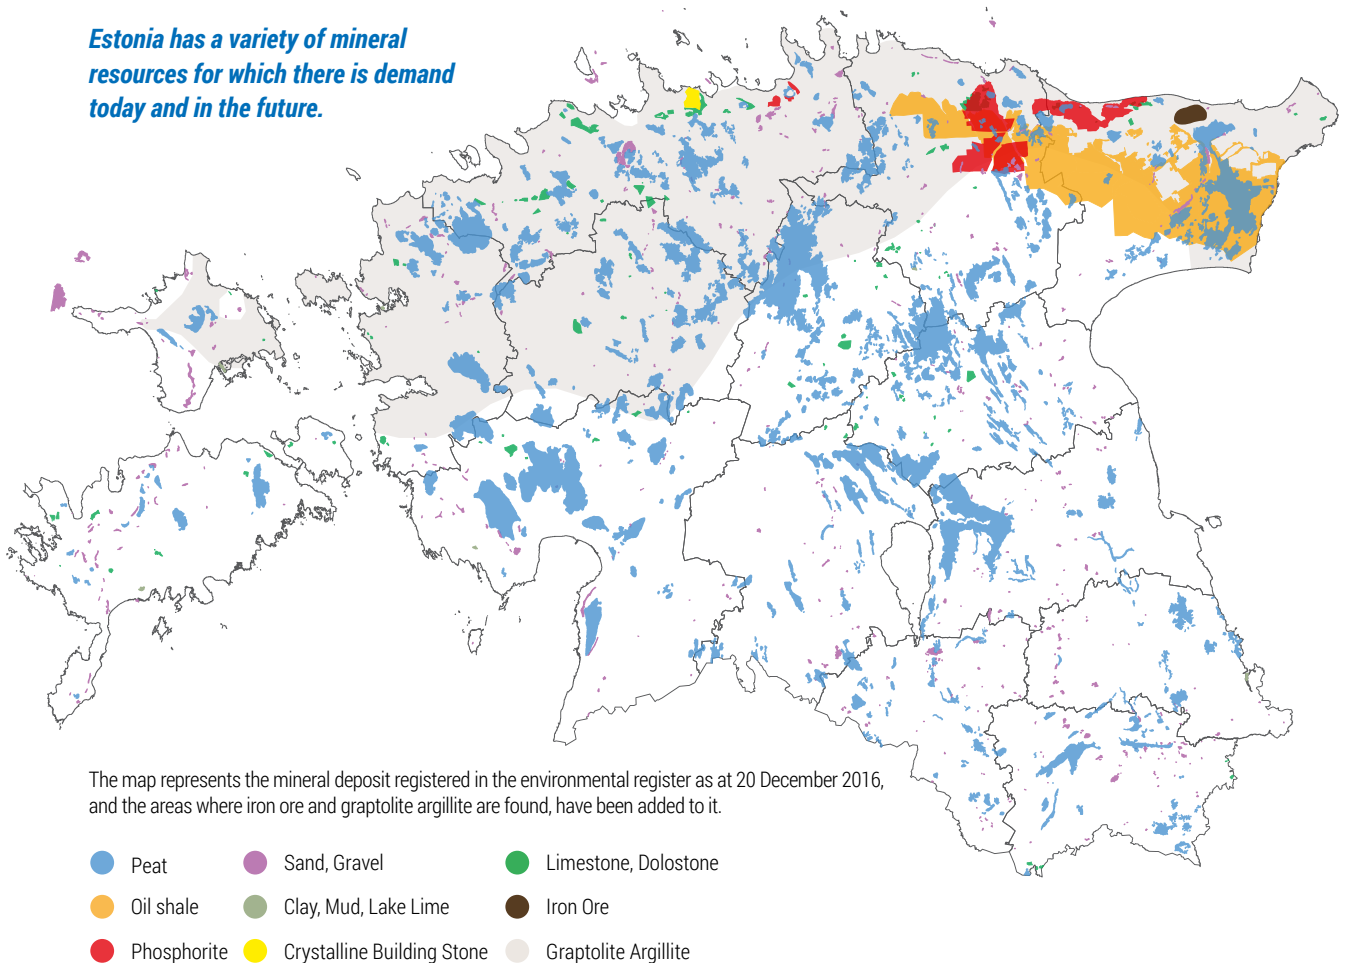 Estonia has a variety of mineral
resources for which there is demand
today and in the future.
The map represents the mineral deposit registered in the environmental register as at 20 December 2016,
and the areas where iron ore and graptolite argillite are found, have been added to it.
Peat
Sand, Gravel
Limestone, Dolostone
Oil shale
Clay, Mud, Lake Lime
Iron Ore
Phosphorite
Crystalline Building Stone
Graptolite Argillite